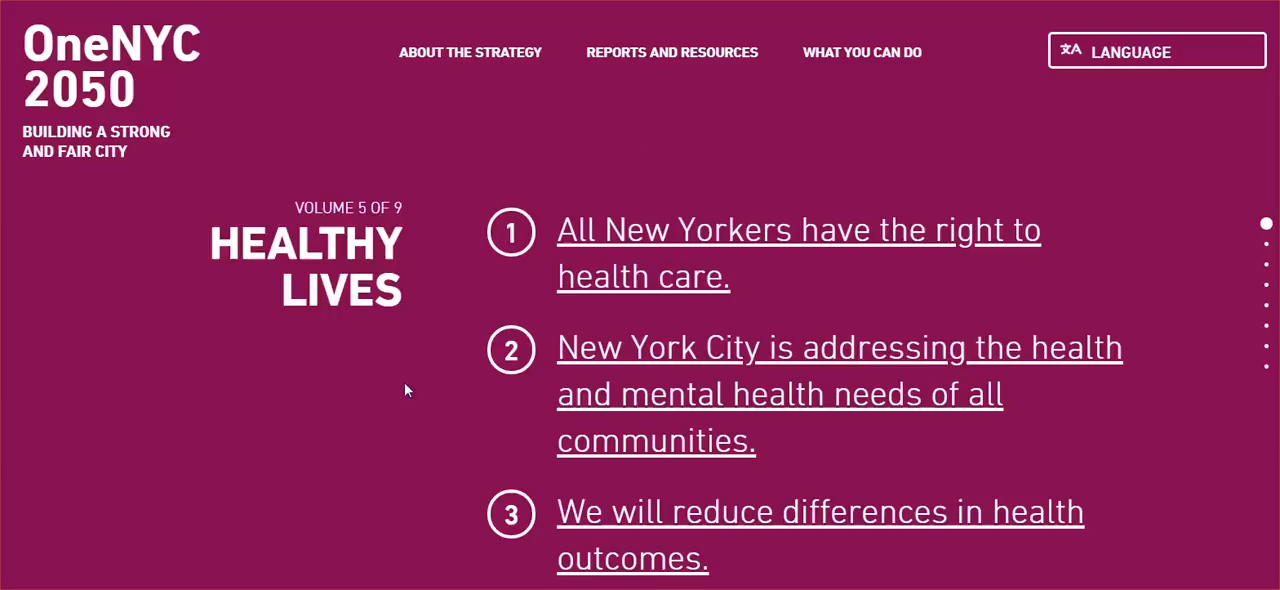 OneNYC
2050
BUILDING A STRONG
AND FAIR CITY
ABOUT THE STRATEGY
REPORTS AND RESOURCES
WHAT YOU CAN DO
LANGUAGE
VOLUME 5 OF 9
HEALTHY
LIVES
1 All New Yorkers have the right to
health care.
2 New York City is addressing the health
and mental health needs of all
communities.
3 We will reduce differences in health
outcomes.